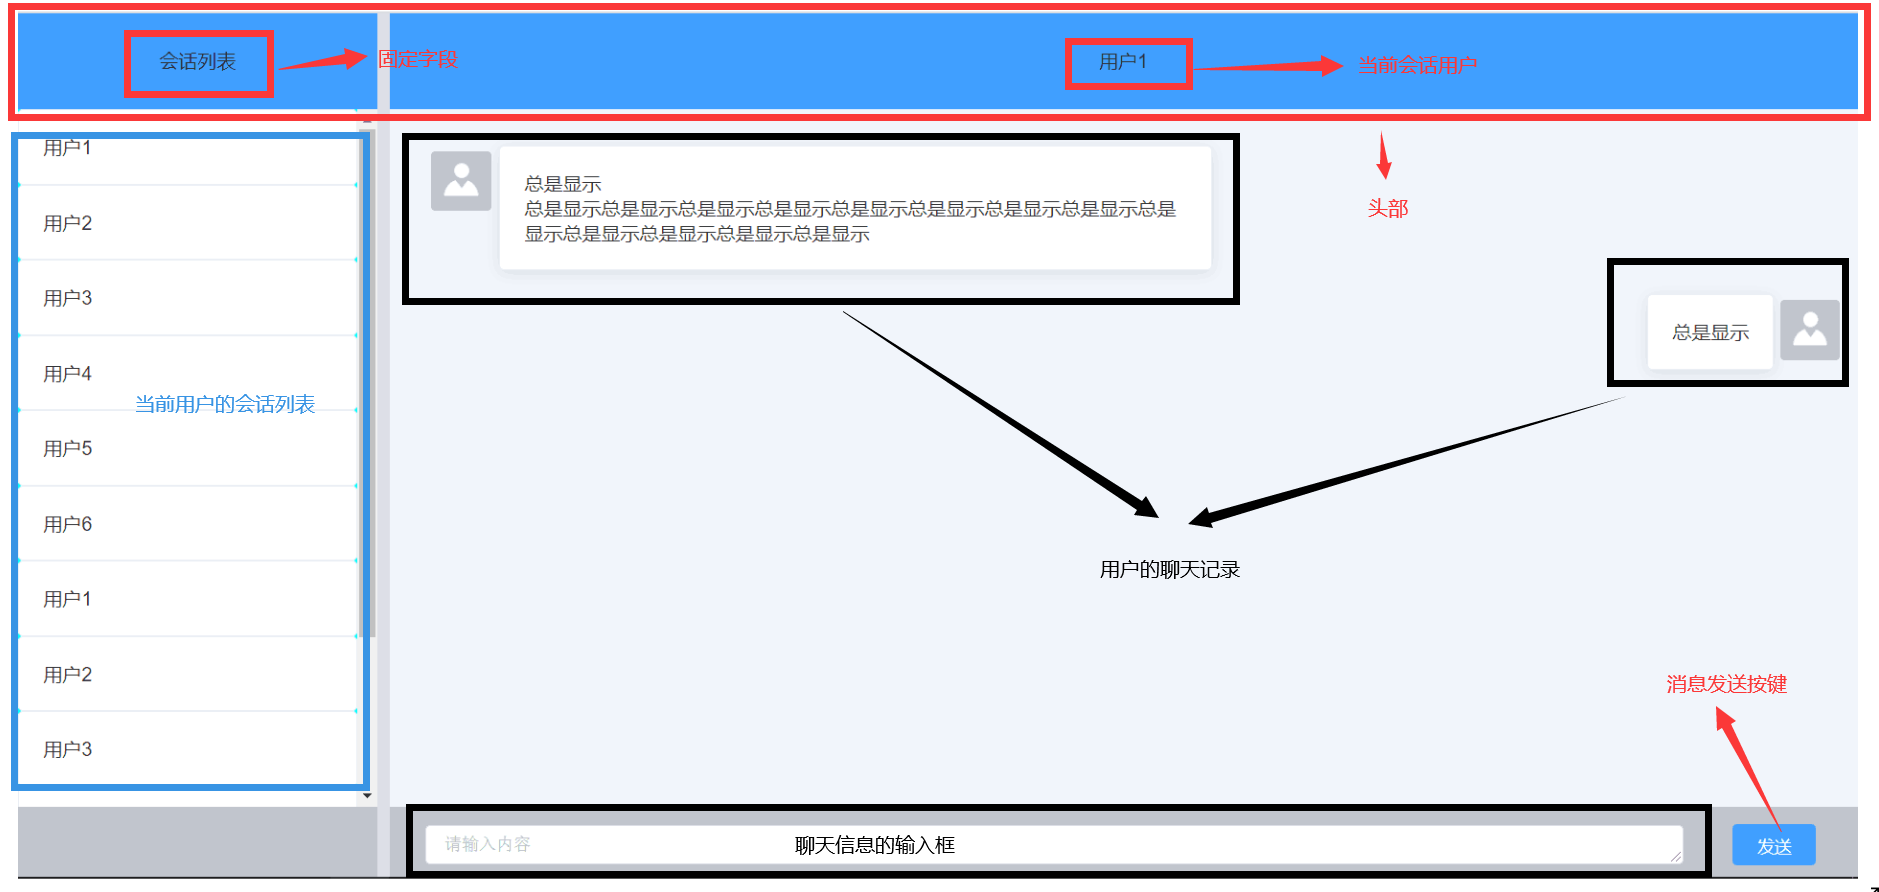 会话列表
固定字段
用户1
当前会话用户
头部
用户1
用户2
用户3
用户4
当前用户的会话列表
用户5
用户6
用户1
用户2
用户3
总是显示
总是显示总是显示总是显示总是显示总是显示总是显示总是显示总是显示总是
显示总是显示总是显示总是显示总是显示
总是显示
用户的聊天记录
消息发送按键
请输入内容
聊天信息的输入框
发送